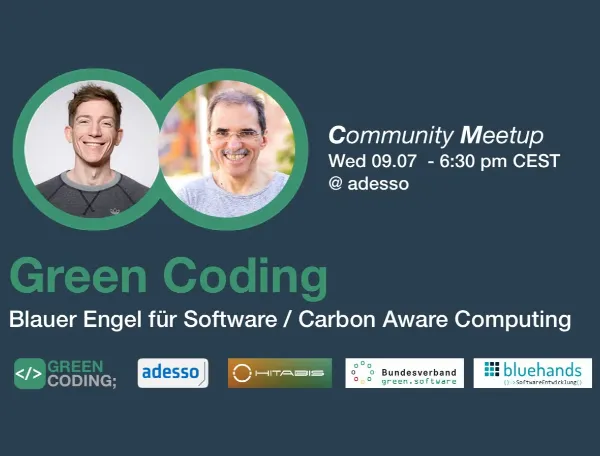 Community Meetup
Wed 09.07 - 6:30 pm CEST
@ adesso
Green Coding
Blauer Engel für Software / Carbon Aware Computing
</> GREEN
CODING;
adesso
HITABIS
Bundesverband
green.software
bluehands
{}->SoftwareEntwicklung()